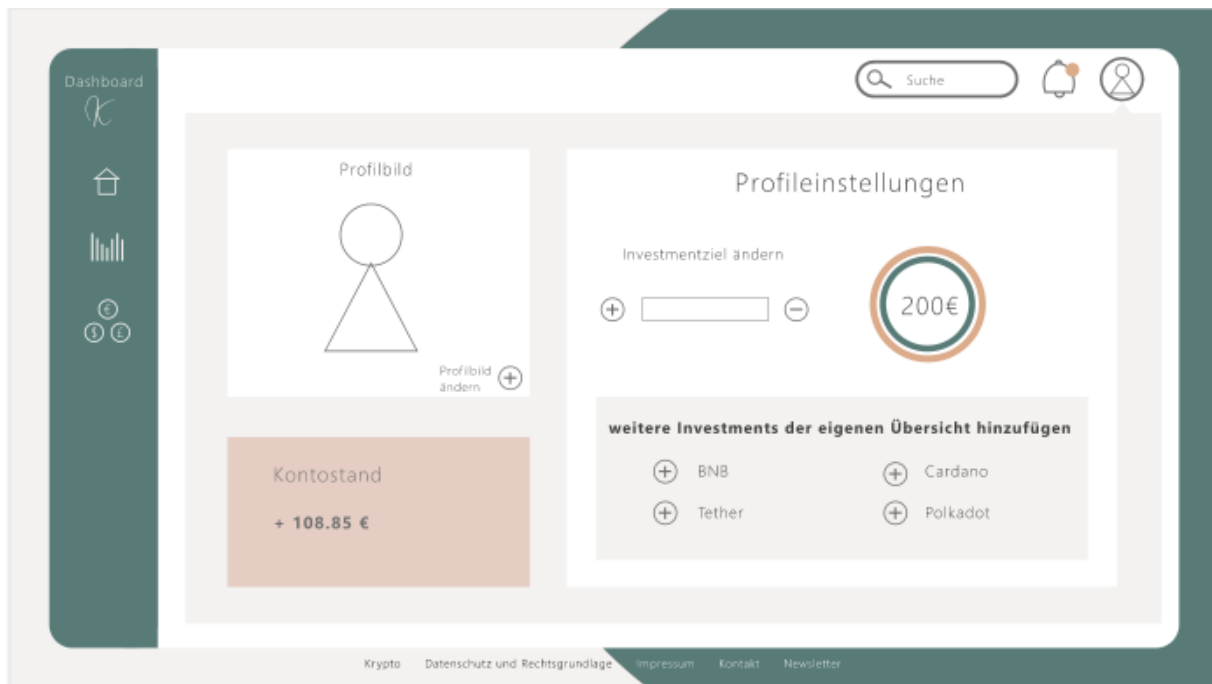 Dashboard
K
Suche
Profilbild
Profilbild
ändern
Kontostand
+ 108.85 €
Profileinstellungen
Investmentziel ändern
200€
weitere Investments der eigenen Übersicht hinzufügen
BNB
Cardano
Tether
Polkadot
€
$ £
Krypto Datenschutz und Rechtsgrundlage Impressum Kontakt Newsletter